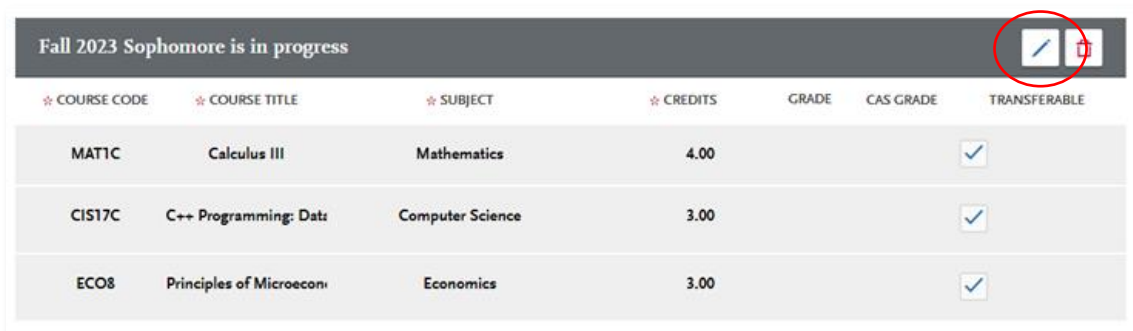 Fall 2023 Sophomore is in progress
☆ COURSE CODE ☆ COURSE TITLE ☆ SUBJECT ☆ CREDITS GRADE CAS GRADE TRANSFERABLE
MAT1C Calculus III Mathematics 4.00
CIS17C C++ Programming: Data Computer Science 3.00
ECO8 Principles of Microecon Economics 3.00